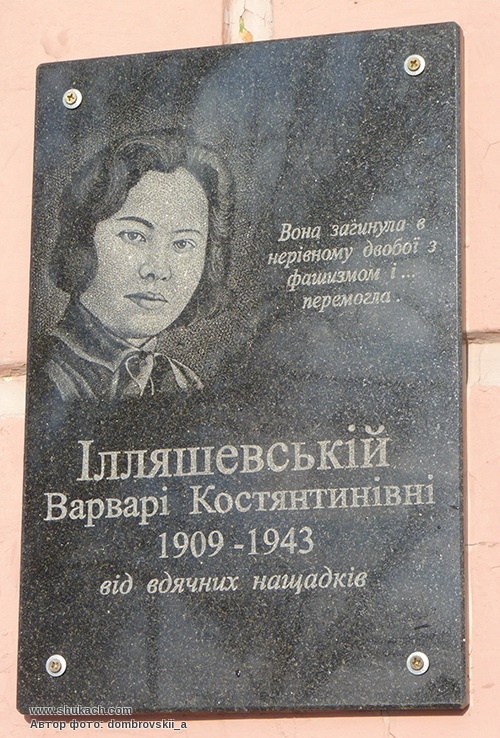 Вона загинула в
нерівному двобої з
фашизмом і ...
перемогла .
Ілляшевській
Варварі Костянтинівні
1909 -1943
від вдячних нащадків
www.shukach.com
Автор фото: dombrovskii_a